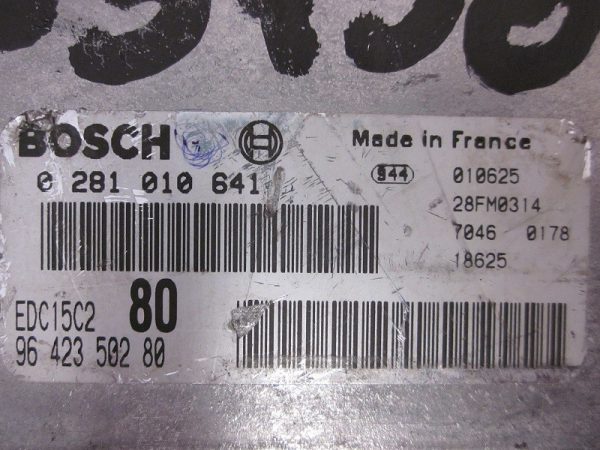 BOSCH Made in France
0 281 010 641 944 010625
28FM0314
7046 0178
18625
EDC15C2 80
96 423 502 80